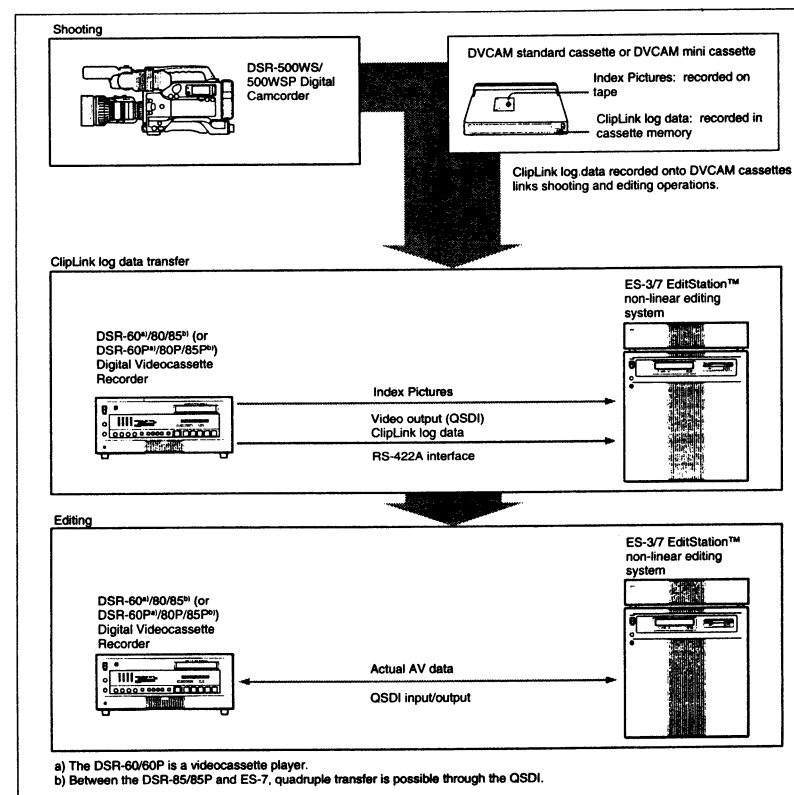 Shooting
DSR-500WS/
500WSP Digital
Camcorder
DVCAM standard cassette or DVCAM mini cassette
Index Pictures: recorded on
tape
ClipLink log data: recorded in
cassette memory
ClipLink log.data recorded onto DVCAM cassettes
links shooting and editing operations.
ClipLink log data transfer
DSR-60a)/80/85b) (or
DSR-60Pa)/80P/85Pb))
Digital Videocassette
Recorder
Index Pictures
Video output (QSDI)
ClipLink log data
RS-422A interface
ES-3/7 EditStation™
non-linear editing
system
Editing
DSR-60a)/80/85b) (or
DSR-60Pa)/80P/85Pb))
Digital Videocassette
Recorder
Actual AV data
QSDI input/output
ES-3/7 EditStation™
non-linear editing
system
a) The DSR-60/60P is a videocassette player.
b) Between the DSR-85/85P and ES-7, quadruple transfer is possible through the QSDI.